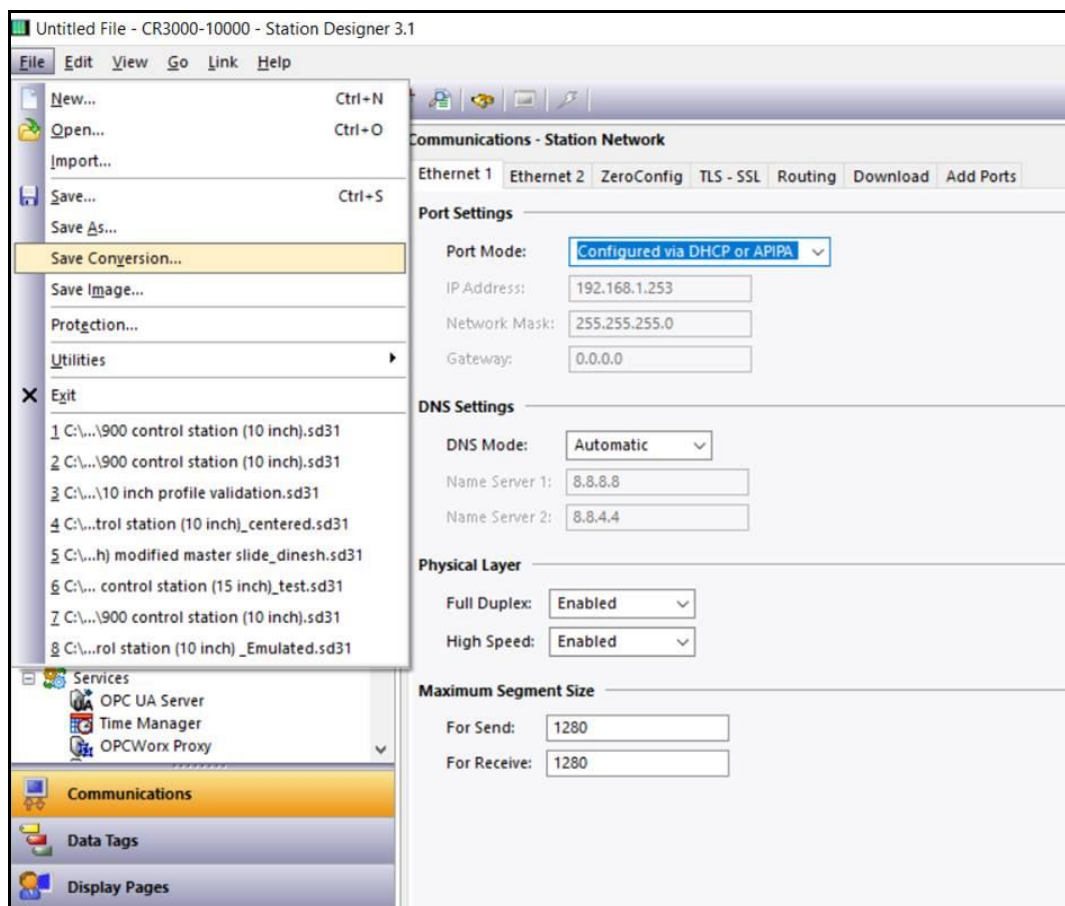 Untitled File - CR3000-10000 - Station Designer 3.1
File Edit View Go Link Help
New... Ctrl+N
Open... Ctrl+O
Import...
Save... Ctrl+S
Save As...
Save Conversion...
Save Image...
Protection...
Utilities
Exit
1 C:\...\900 control station (10 inch).sd31
2 C:\...\900 control station (10 inch).sd31
3 C:\...\10 inch profile validation.sd31
4 C:\...trol station (10 inch)_centered.sd31
5 C:\...h) modified master slide_dinesh.sd31
6 C:\... control station (15 inch)_test.sd31
7 C:\...\900 control station (10 inch).sd31
8 C:\...rol station (10 inch) _Emulated.sd31
Services
OPC UA Server
Time Manager
OPCWorx Proxy
Communications
Data Tags
Display Pages
Communications - Station Network
Ethernet 1 Ethernet 2 ZeroConfig TLS - SSL Routing Download Add Ports
Port Settings
Port Mode: Configured via DHCP or APIPA
IP Address: 192.168.1.253
Network Mask: 255.255.255.0
Gateway: 0.0.0.0
DNS Settings
DNS Mode: Automatic
Name Server 1: 8.8.8.8
Name Server 2: 8.8.4.4
Physical Layer
Full Duplex: Enabled
High Speed: Enabled
Maximum Segment Size
For Send: 1280
For Receive: 1280